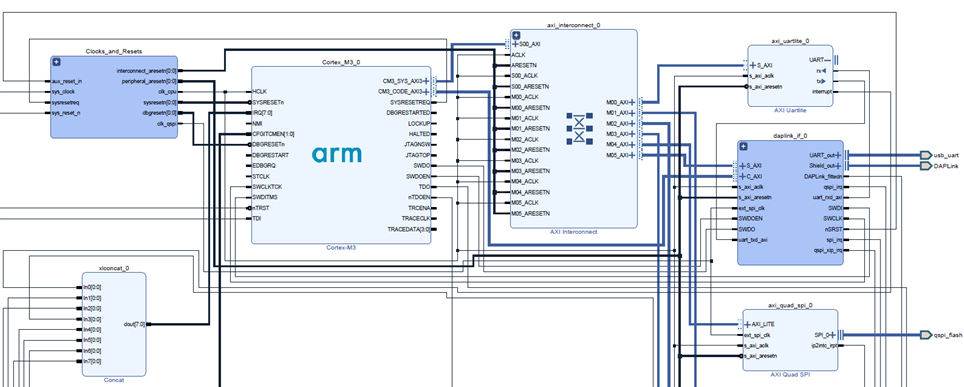 Clocks_and_Resets
aux_reset_in
sys_clock
sysresetreq
sys_reset_n
interconnect_aresetn[0:0]
peripheral_aresetn[0:0]
clk_cpu
sysresetn[0:0]
dbgresetn[0:0]
clk_qspi
Cortex_M3_0
HCLK
SYSRESETn
IRQ[7:0]
NMI
CFGITCMEN[1:0]
DBGRESETn
DBGRESTART
EDBGRQ
STCLK
SWCLKTCK
SWDITMS
nTRST
TDI
CM3_SYS_AXI3
CM3_CODE_AXI3
SYSRESETREQ
DBGRESTARTED
LOCKUP
HALTED
JTAGNSW
JTAGTOP
SWDO
SWDOEN
TDO
nTDOEN
TRCENA
TRACECLK
TRACEDATA[3:0]
arm
Cortex-M3
axi_interconnect_0
S00_AXI
ACLK
ARESETN
S00_ACLK
S00_ARESETN
M00_ACLK
M00_ARESETN
M01_ACLK
M01_ARESETN
M02_ACLK
M02_ARESETN
M03_ACLK
M03_ARESETN
M04_ACLK
M04_ARESETN
M05_ACLK
M05_ARESETN
M00_AXI
M01_AXI
M02_AXI
M03_AXI
M04_AXI
M05_AXI
AXI Interconnect
axi_uartlite_0
S_AXI
s_axi_aclk
s_axi_aresetn
UART
rx
tx
interrupt
AXI Uartlite
daplink_if_0
S_AXI
C_AXI
s_axi_aclk
s_axi_aresetn
ext_spi_clk
SWDOEN
SWDO
uart_txd_axi
UART_out
Shield_out
DAPLink_fittedn
qspi_irq
uart_rxd_axi
SWDI
SWCLK
nSRST
spi_irq
qspi_xip_irq
usb_uart
DAPLink
xlconcat_0
In0[0:0]
In1[0:0]
In2[0:0]
In3[0:0]
In4[0:0]
In5[0:0]
In6[0:0]
In7[0:0]
dout[7:0]
Concat
axi_quad_spi_0
AXI_LITE
ext_spi_clk
s_axi_aclk
s_axi_aresetn
SPI_0
ip2intc_irpt
AXI Quad SPI
qspi_flash